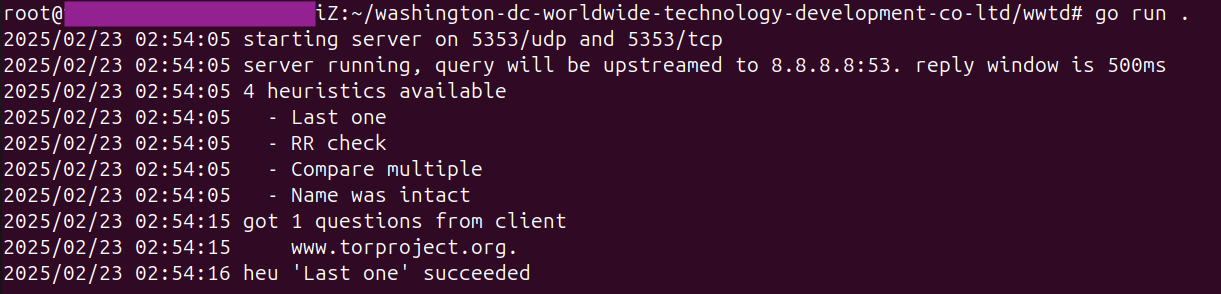 root@iZ:~/washington-dc-worldwide-technology-development-co-ltd/wwtd# go run .
2025/02/23 02:54:05 starting server on 5353/udp and 5353/tcp
2025/02/23 02:54:05 server running, query will be upstreamed to 8.8.8.8:53. reply window is 500ms
2025/02/23 02:54:05 4 heuristics available
2025/02/23 02:54:05   - Last one
2025/02/23 02:54:05   - RR check
2025/02/23 02:54:05   - Compare multiple
2025/02/23 02:54:05   - Name was intact
2025/02/23 02:54:15 got 1 questions from client
2025/02/23 02:54:15     www.torproject.org.
2025/02/23 02:54:16 heu 'Last one' succeeded